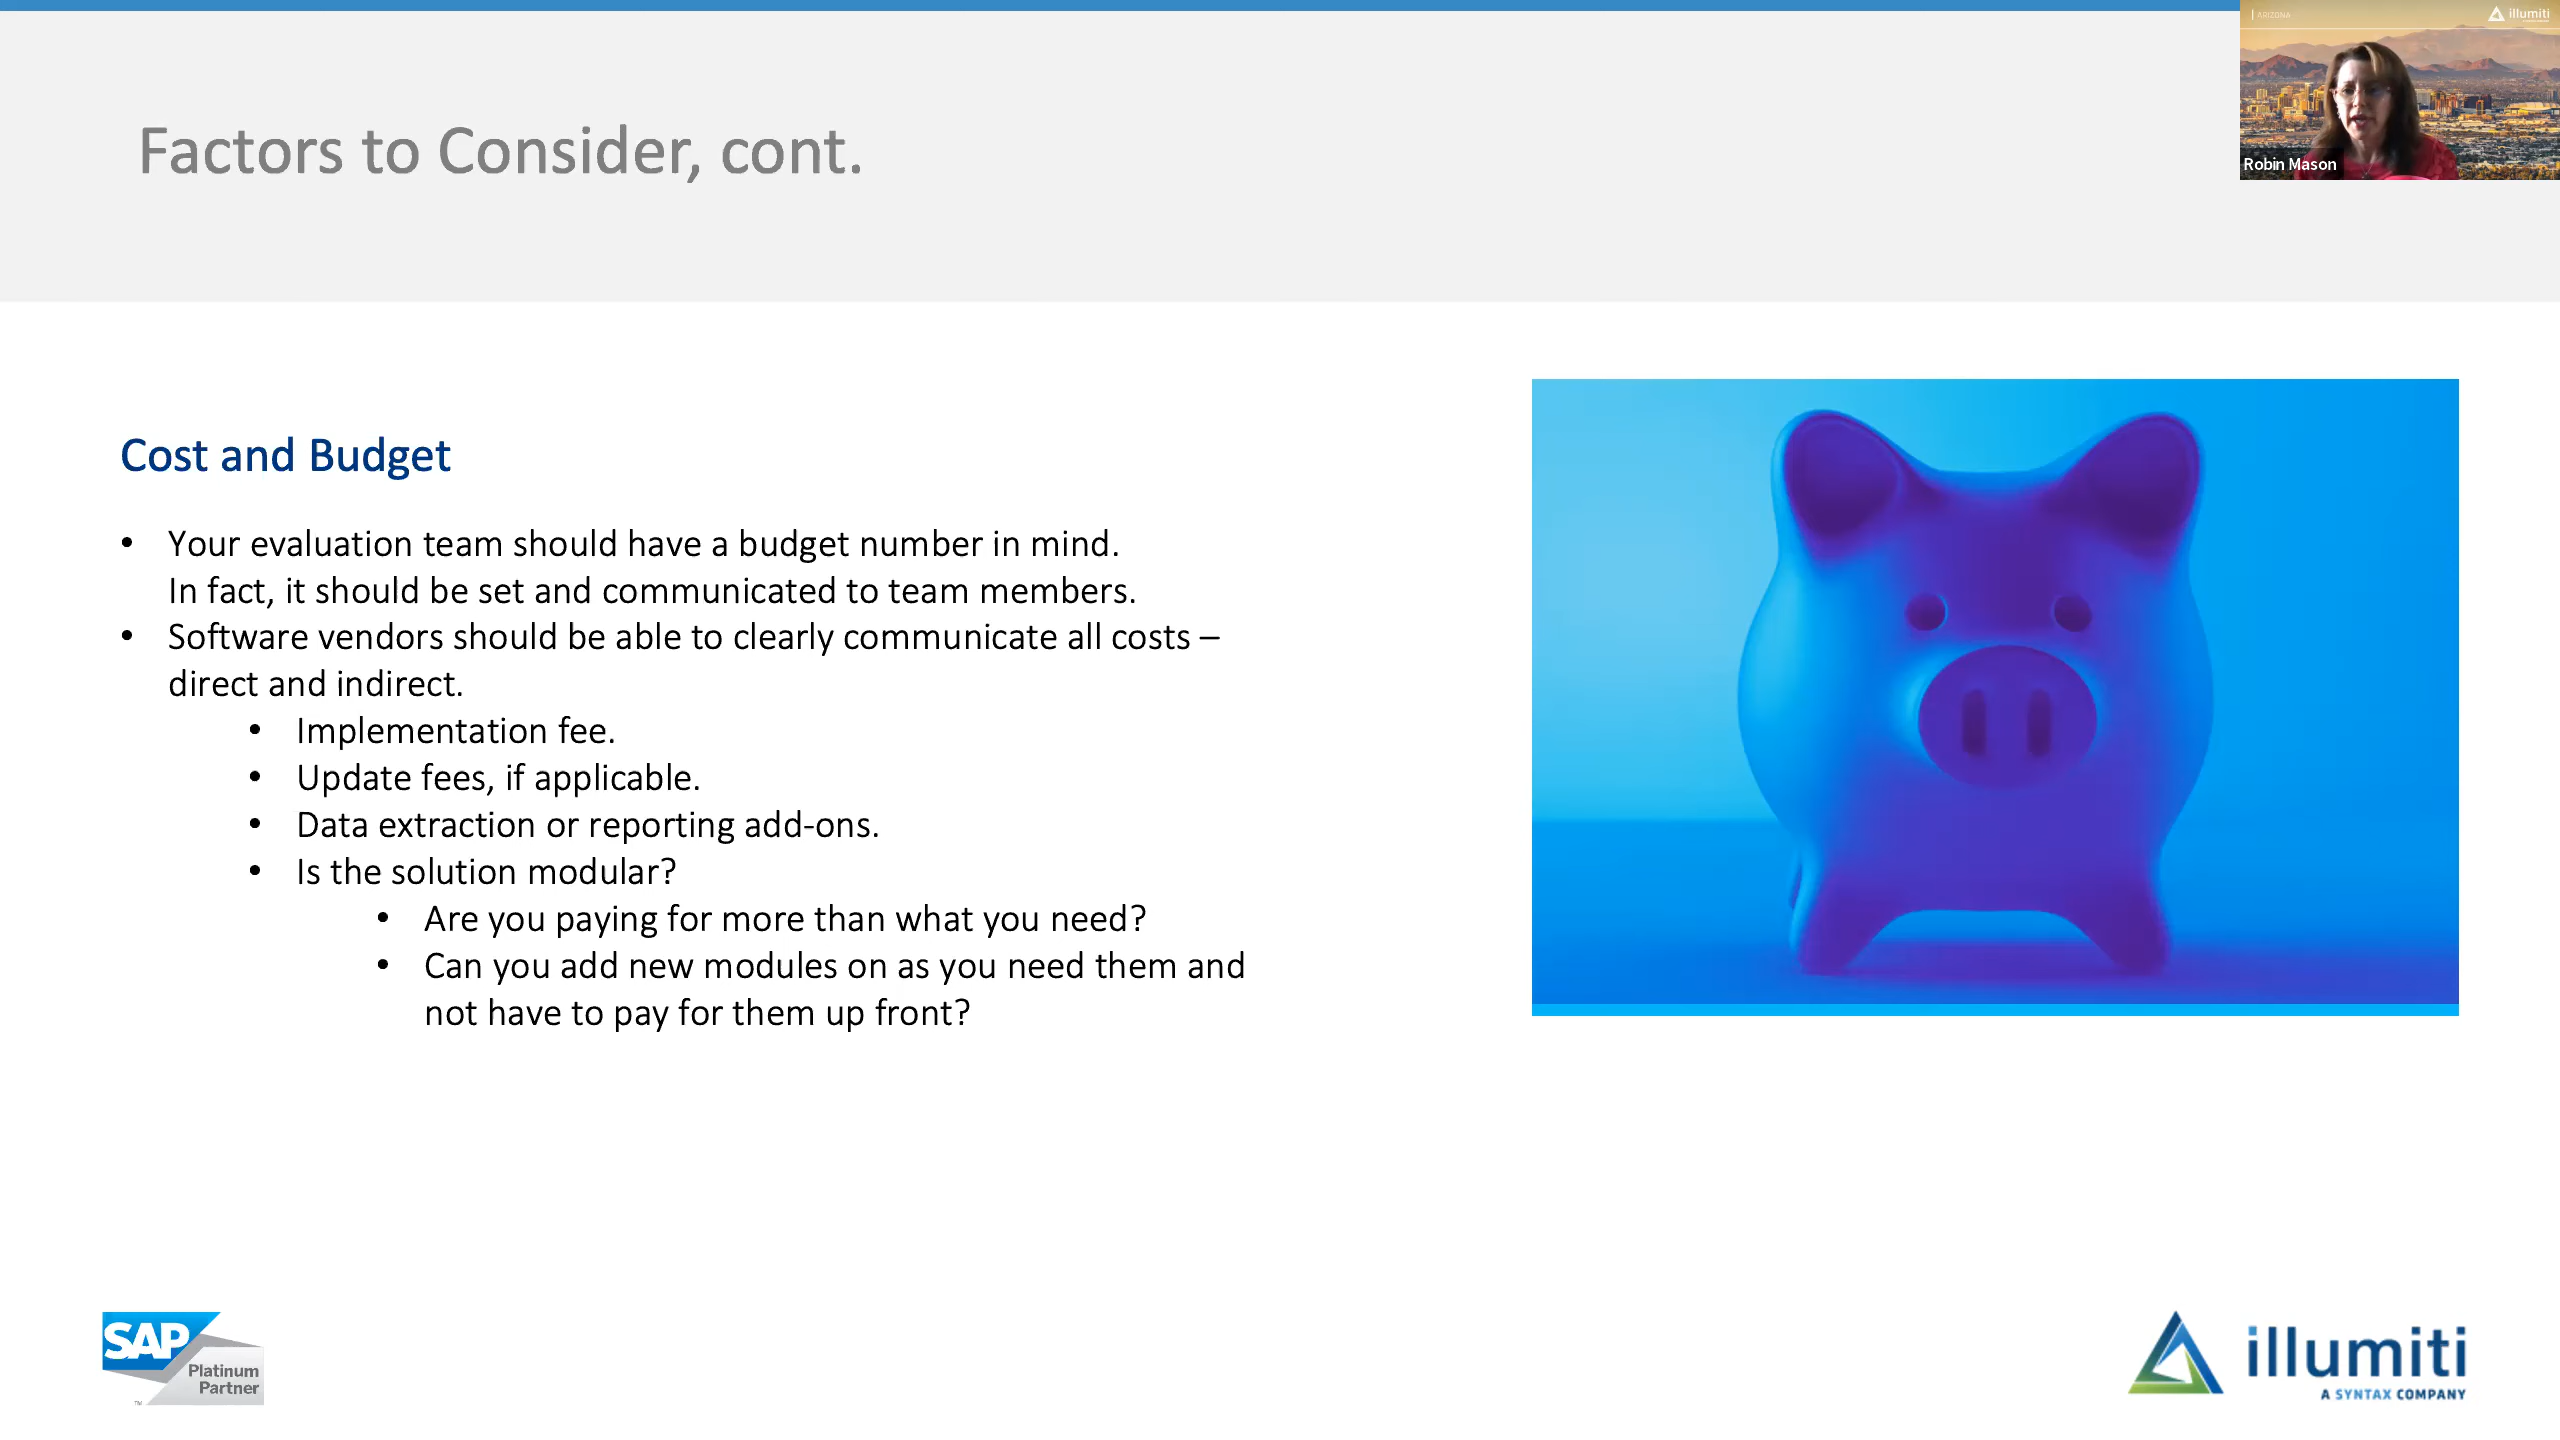 | ARIZONA
illumiti
Robin Mason
Factors to Consider, cont.
Cost and Budget
• Your evaluation team should have a budget number in mind.
In fact, it should be set and communicated to team members.
• Software vendors should be able to clearly communicate all costs –
direct and indirect.
• Implementation fee.
• Update fees, if applicable.
• Data extraction or reporting add-ons.
• Is the solution modular?
• Are you paying for more than what you need?
• Can you add new modules on as you need them and
not have to pay for them up front?
SAP
Platinum
Partner
™
illumiti
A SYNTAX COMPANY